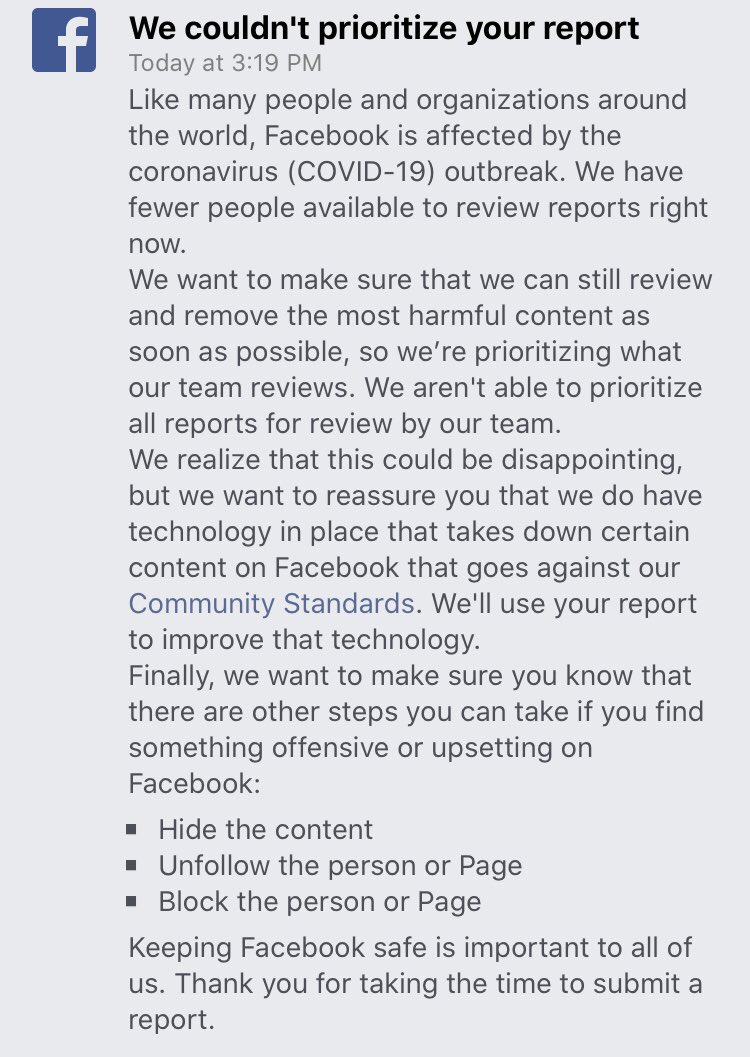 We couldn't prioritize your report
Today at 3:19 PM
Like many people and organizations around
the world, Facebook is affected by the
coronavirus (COVID-19) outbreak. We have
fewer people available to review reports right
now.
We want to make sure that we can still review
and remove the most harmful content as
soon as possible, so we’re prioritizing what
our team reviews. We aren't able to prioritize
all reports for review by our team.
We realize that this could be disappointing,
but we want to reassure you that we do have
technology in place that takes down certain
content on Facebook that goes against our
Community Standards. We'll use your report
to improve that technology.
Finally, we want to make sure you know that
there are other steps you can take if you find
something offensive or upsetting on
Facebook:
▪ Hide the content
▪ Unfollow the person or Page
▪ Block the person or Page
Keeping Facebook safe is important to all of
us. Thank you for taking the time to submit a
report.